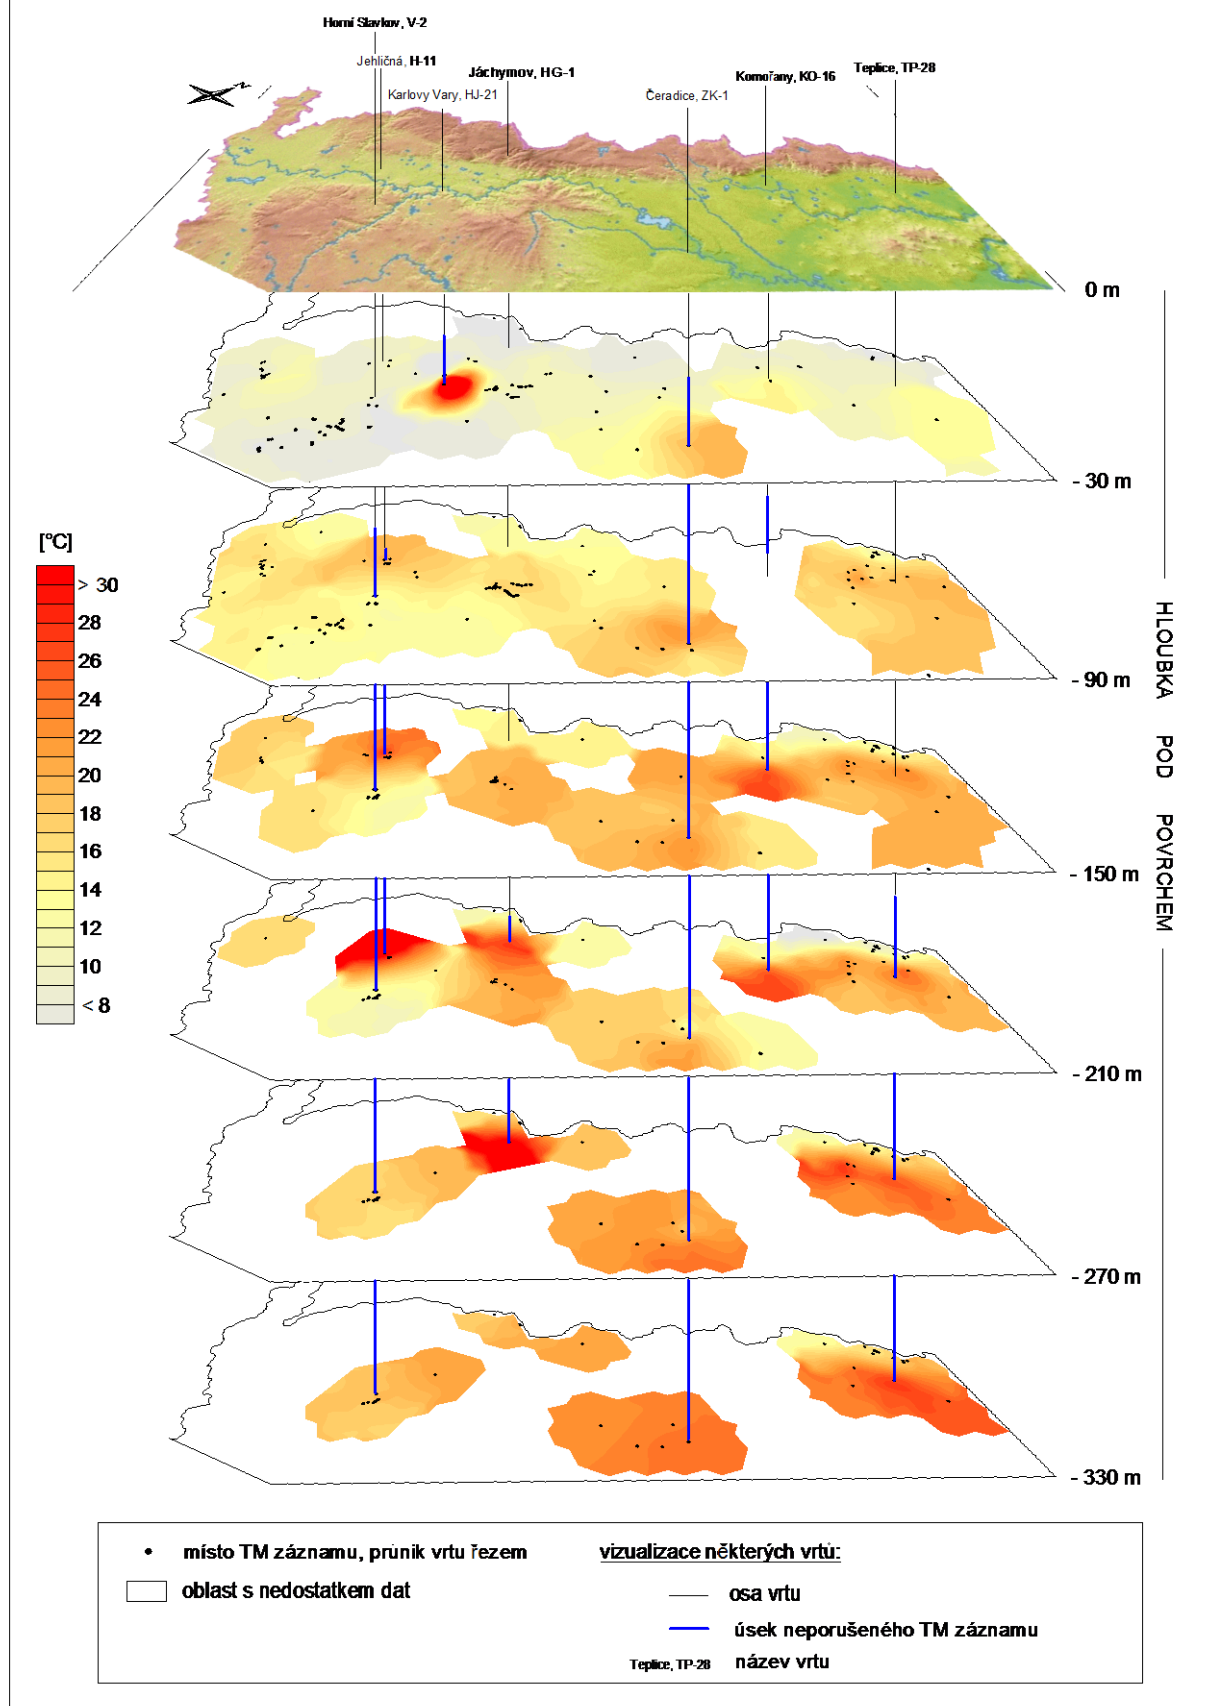 Horní Slavkov, V-2
Jehličná, H-11
Jáchymov, HG-1
Karlovy Vary, HJ-21
Čeradice, ZK-1
Komořany, KO-16
Teplice, TP-28
0 m
- 30 m
- 90 m
- 150 m
- 210 m
- 270 m
- 330 m
[°C]
> 30
28
26
24
22
20
18
16
14
12
10
< 8
HLOUBKA POD POVRCHEM
místo TM záznamu, průnik vrtu řezem
oblast s nedostatkem dat
vizualizace některých vrtů:
osa vrtu
úsek neporušeného TM záznamu
Teplice, TP-28 název vrtu